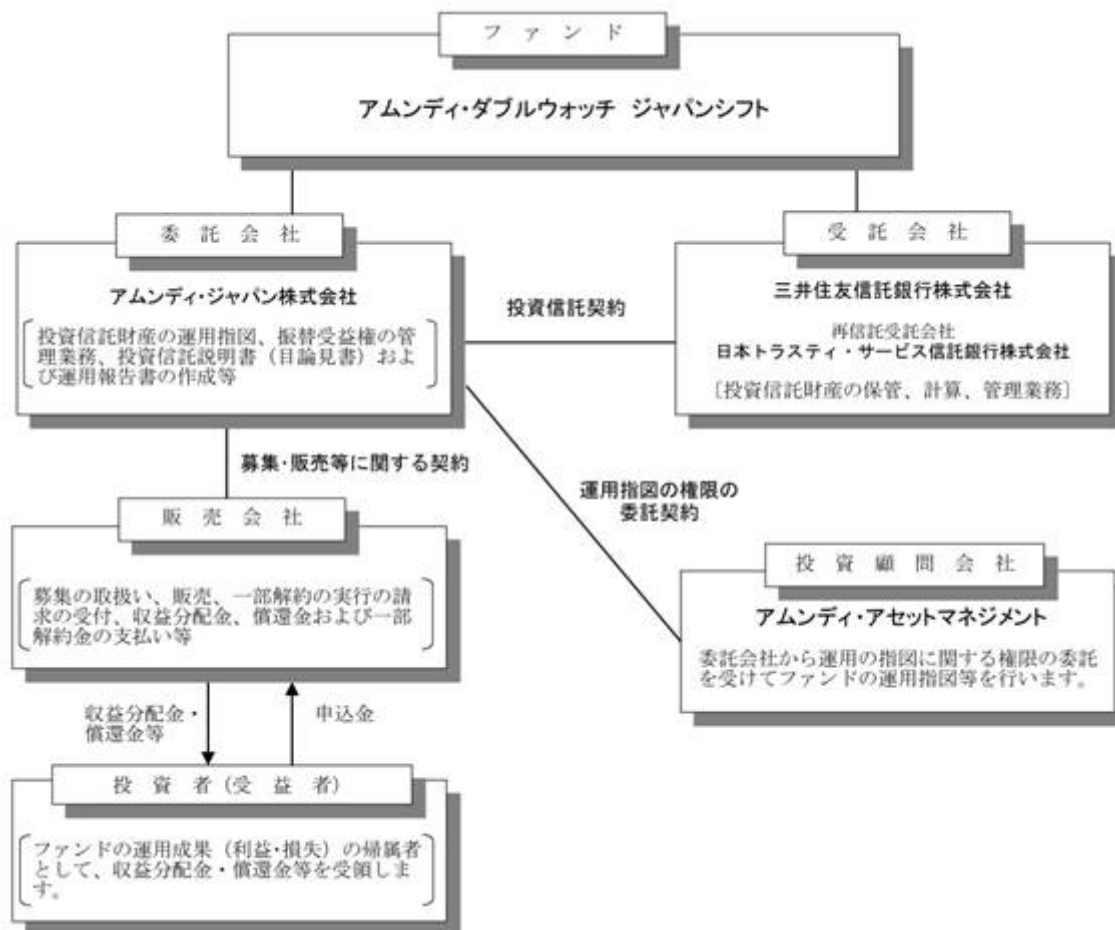 ファンド
アムンディ・ダブルウォッチ ジャパンシフト
委託会社
アムンディ・ジャパン株式会社
投資信託財産の運用指図、振替受益権の管
理業務、投資信託説明書（目論見書）およ
び運用報告書の作成等
投資信託契約
受託会社
三井住友信託銀行株式会社
再信託受託会社
日本トラスティ・サービス信託銀行株式会社
〔投資信託財産の保管、計算、管理業務〕
募集・販売等に関する契約
運用指図の権限の
委託契約
販売会社
募集の取扱い、販売、一部解約の実行の請
求の受付、収益分配金、償還金および一部
解約金の支払い等
投資顧問会社
アムンディ・アセットマネジメント
委託会社から運用の指図に関する権限の委託
を受けてファンドの運用指図等を行います。
収益分配金・
償還金等
申込金
投資者（受益者）
ファンドの運用成果（利益・損失）の帰属者
として、収益分配金・償還金等を受領しま
す。